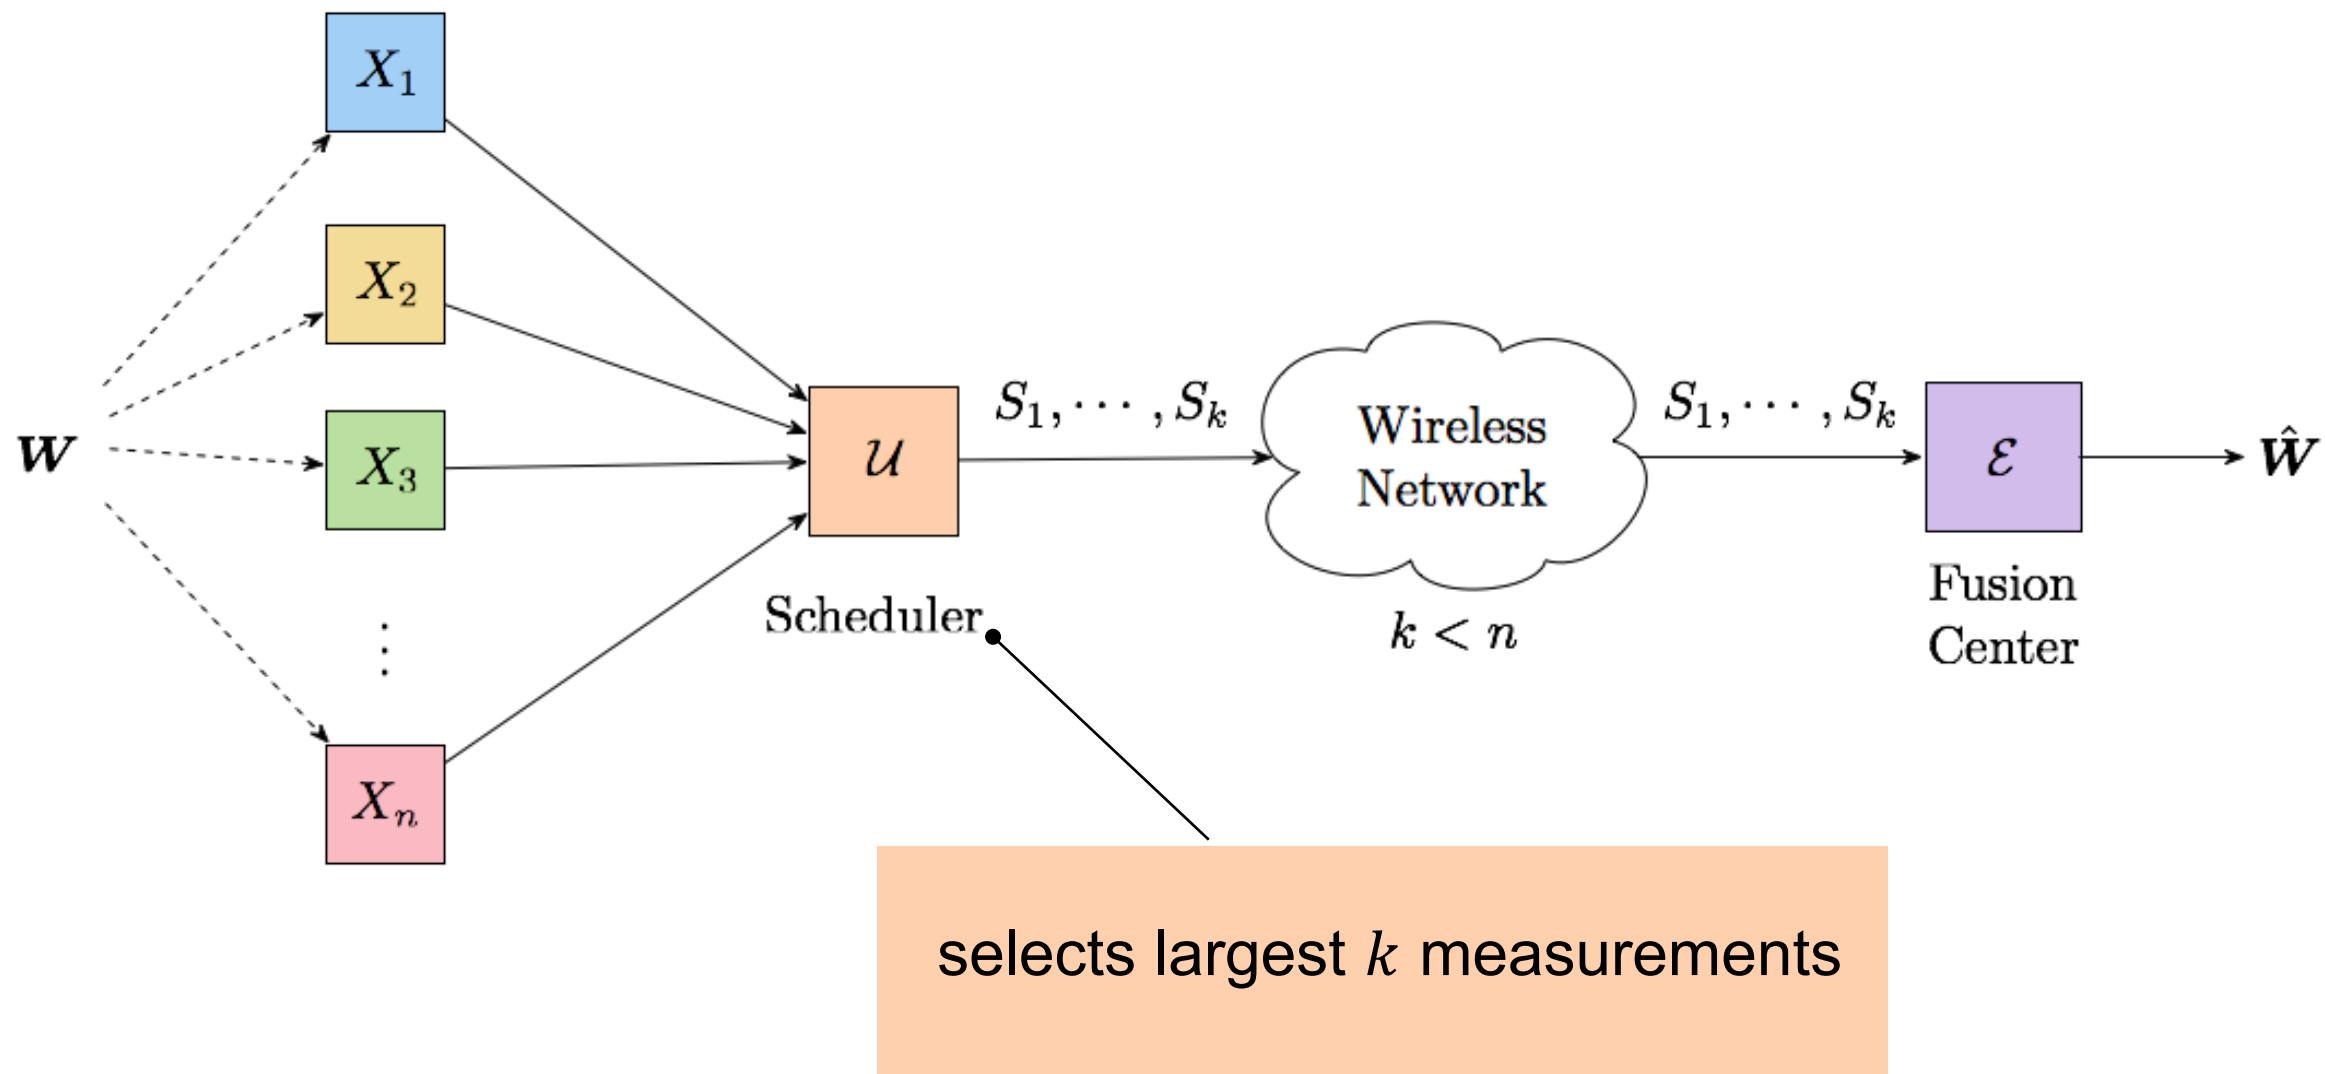 X₁
X₂
W
X₃
⋮
Xₙ
𝒰
Scheduler
S₁, ⋯ , Sₖ
Wireless
Network
k < n
S₁, ⋯ , Sₖ
ℰ
Fusion
Center
Ŵ
selects largest k measurements